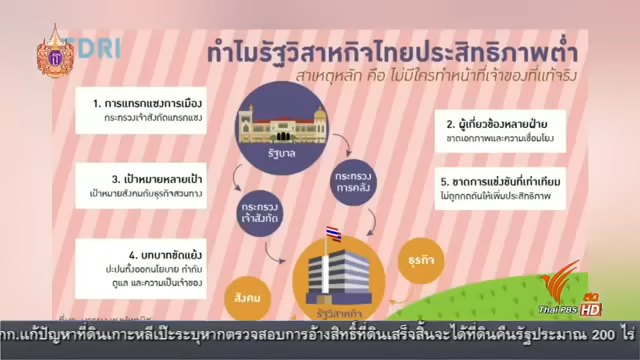 TDRI
ทำไมรัฐวิสาหกิจไทยประสิทธิภาพต่ำ
สาเหตุหลัก คือ ไม่มีใครทำหน้าที่เจ้าของที่แท้จริง
1. การแทรกแซงการเมือง
กระทรวงเจ้าสังกัดแทรกแซง
รัฐบาล
2. ผู้เกี่ยวข้องหลายฝ่าย
ขาดเอกภาพและความเชื่อมโยง
3. เป้าหมายหลายเป้า
เป้าหมายสังคมกับธุรกิจสวนทาง
กระทรวง
การคลัง
5. ขาดการแข่งขันที่เท่าเทียม
ไม่ถูกกดดันให้เพิ่มประสิทธิภาพ
กระทรวง
เจ้าสังกัด
4. บทบาทขัดแย้ง
ปะปนทั้งออกนโยบาย กำกับ
ดูแล และความเป็นเจ้าของ
ธุรกิจ
สังคม
รัฐวิสาหกิจ
Thai PBS HD
กก.แก้ปัญหาที่ดินเกาะหลีเป๊ะระบุหากตรวจสอบการอ้างสิทธิ์ที่ดินเสร็จสิ้นจะได้ที่ดินคืนรัฐประมาณ 200 ไร่